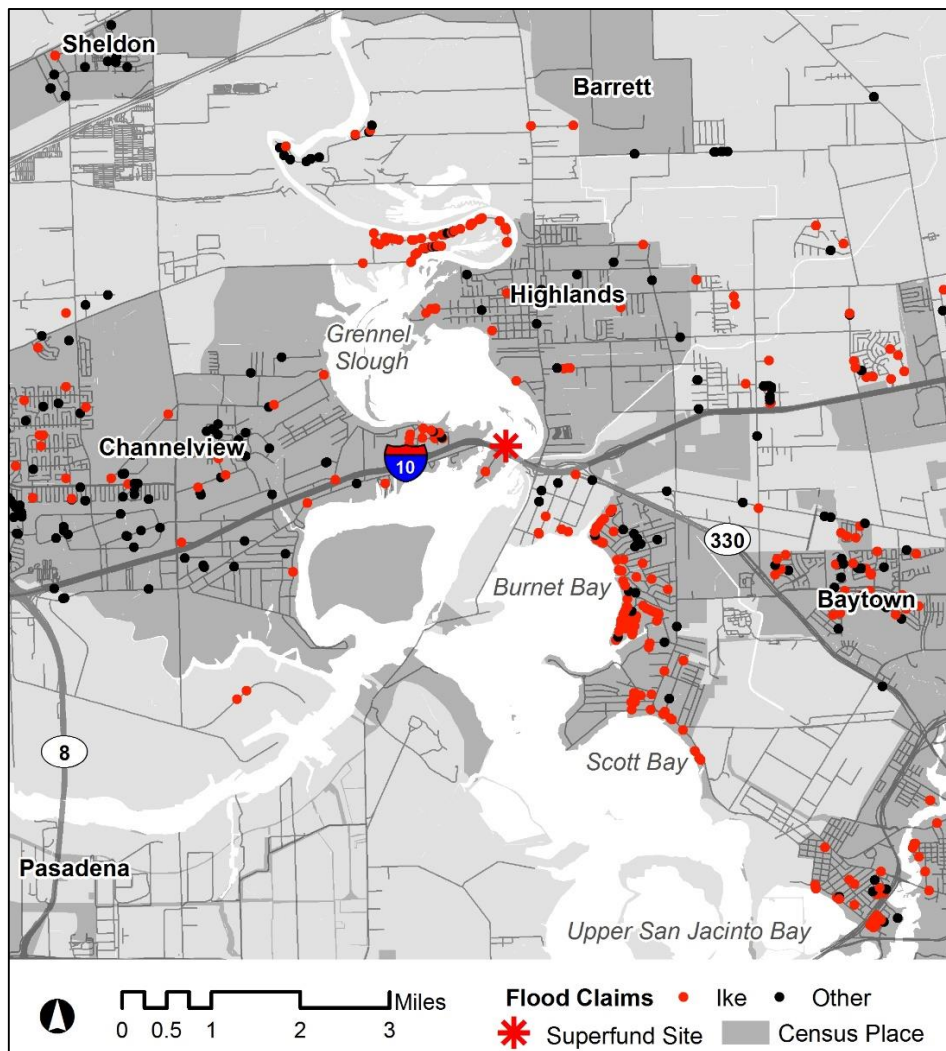 Sheldon
Barrett
Highlands
Grennel
Slough
Channelview
10
330
Burnet Bay
Baytown
Scott Bay
8
Pasadena
Upper San Jacinto Bay
Miles
0 0.5 1 2 3
Flood Claims Ike Other
Superfund Site Census Place